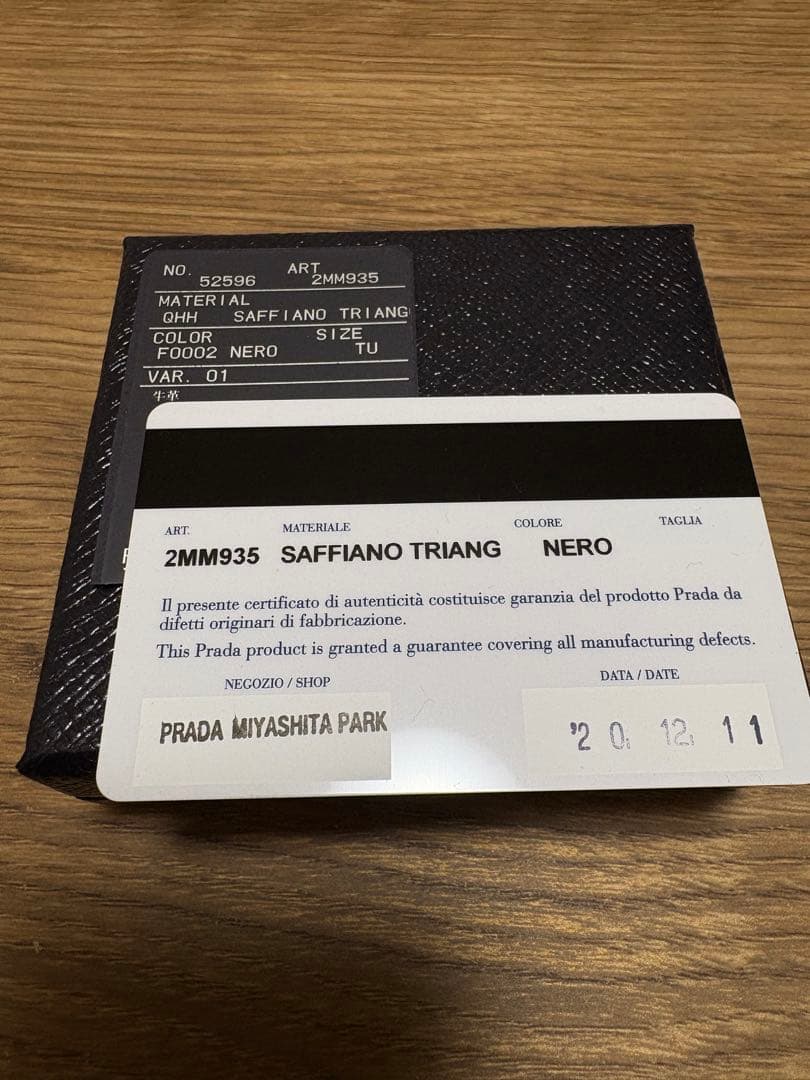 NO. 52596 ART 2MM935
MATERIAL
QHH SAFFIANO TRIANG
COLOR SIZE
F0002 NERO TU
VAR. 01
牛革
ART. MATERIALE COLORE TAGLIA
2MM935 SAFFIANO TRIANG NERO
Il presente certificato di autenticità costituisce garanzia del prodotto Prada da
difetti originari di fabbricazione.
This Prada product is granted a guarantee covering all manufacturing defects.
NEGOZIO / SHOP DATA / DATE
PRADA MIYASHITA PARK '20. 12. 11